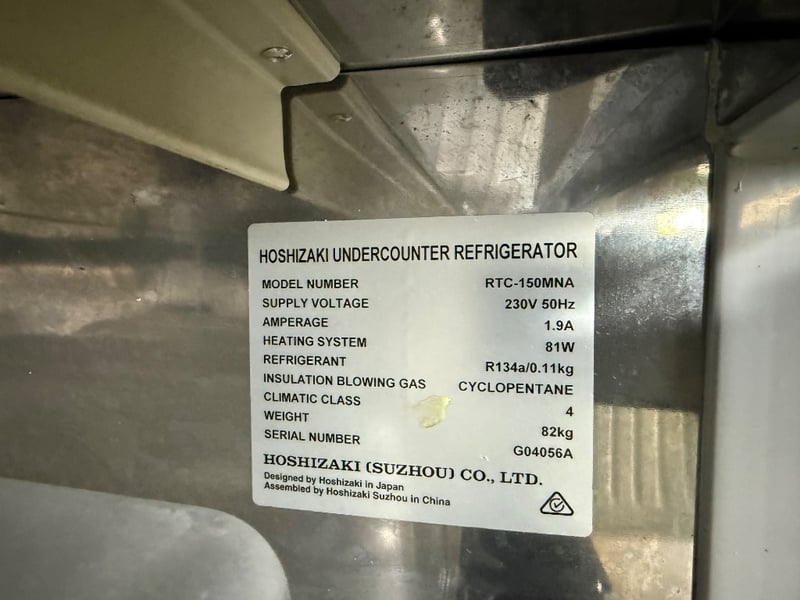 HOSHIZAKI UNDERCOUNTER REFRIGERATOR
MODEL NUMBER RTC-150MNA
SUPPLY VOLTAGE 230V 50Hz
AMPERAGE 1.9A
HEATING SYSTEM 81W
REFRIGERANT R134a/0.11kg
INSULATION BLOWING GAS CYCLOPENTANE
CLIMATIC CLASS 4
WEIGHT 82kg
SERIAL NUMBER G04056A
HOSHIZAKI (SUZHOU) CO., LTD.
Designed by Hoshizaki in Japan
Assembled by Hoshizaki Suzhou in China